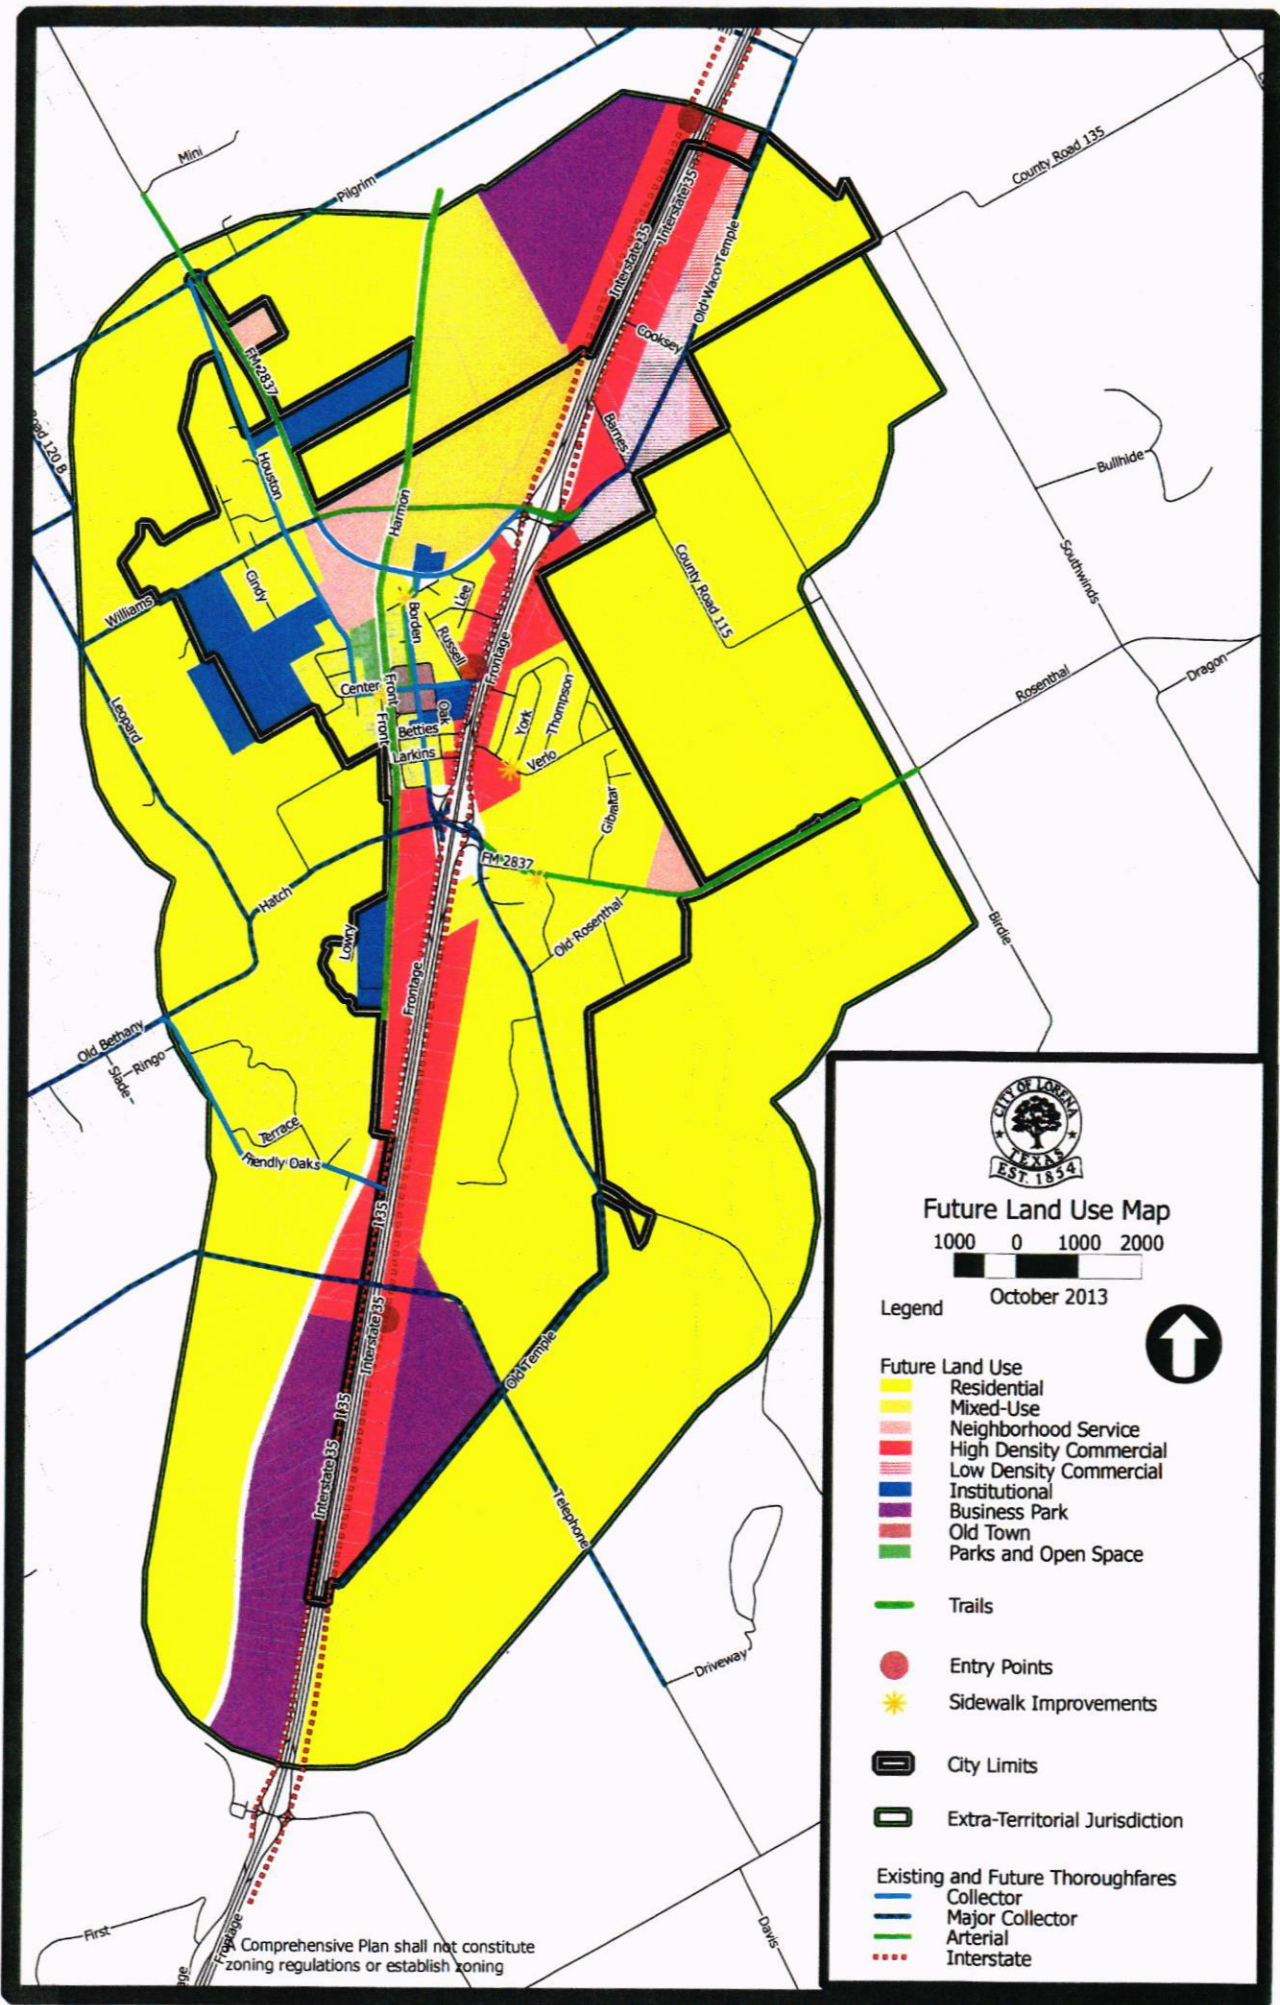 Mini
Pilgrim
County Road 135
Interstate 35
Interstate 35
Old Waco Temple
Cooksey
FM 2837
Barnes
Road 120 B
Houston
Harmon
Bullhide
Southwinds
County Road 115
Cindy
Williams
Lee
Borden
Russell
Frontage
Rosenthal
Dragon
Center
Front
Front
Oak
York
Thompson
Leopard
Betties
Larkins
Verlo
Gibraltar
FM 2837
Hatch
Lowry
Old Rosenthal
Birdie
Frontage
Old Bethany
Slade
Ringo
Terrace
Friendly Oaks
I 35
Interstate 35
Old Temple
I 35
Interstate 35
Telephone
Driveway
Davis
First
Frontage
age
Comprehensive Plan shall not constitute
zoning regulations or establish zoning
CITY OF LORENA
TEXAS
EST. 1854
Future Land Use Map
1000 0 1000 2000
October 2013
Legend
Future Land Use
Residential
Mixed-Use
Neighborhood Service
High Density Commercial
Low Density Commercial
Institutional
Business Park
Old Town
Parks and Open Space
Trails
Entry Points
Sidewalk Improvements
City Limits
Extra-Territorial Jurisdiction
Existing and Future Thoroughfares
Collector
Major Collector
Arterial
Interstate